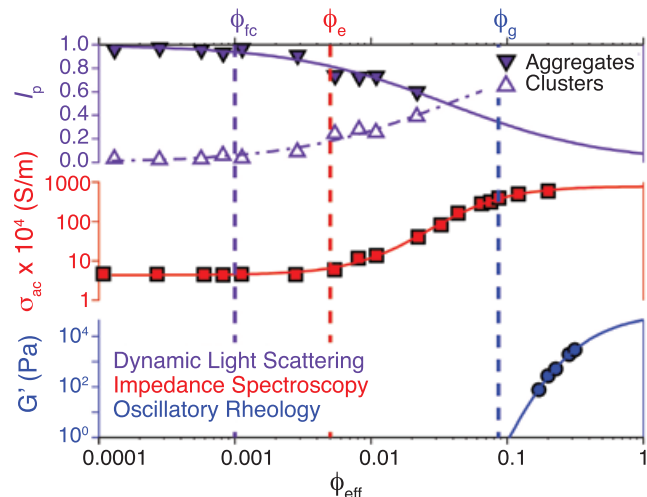 ϕfc ϕe ϕg
1.0
0.8
0.6
0.4
0.2
0.0
Ip
Aggregates
Clusters
1000
100
10
1
σac x 10⁴ (S/m)
10⁴
10²
10⁰
G' (Pa)
Dynamic Light Scattering
Impedance Spectroscopy
Oscillatory Rheology
0.0001 0.001 0.01 0.1 1
ϕeff